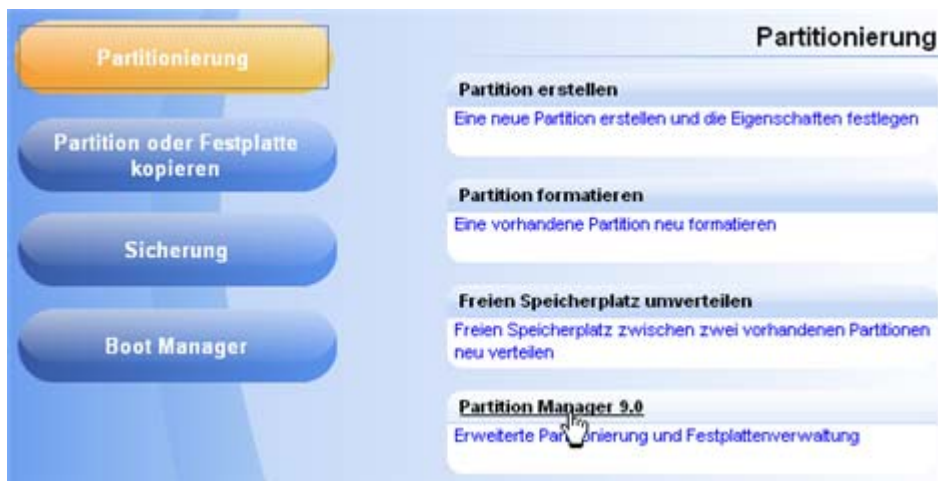 Partitionierung
Partition oder Festplatte
kopieren
Sicherung
Boot Manager
Partitionierung
Partition erstellen
Eine neue Partition erstellen und die Eigenschaften festlegen
Partition formatieren
Eine vorhandene Partition neu formatieren
Freien Speicherplatz umverteilen
Freien Speicherplatz zwischen zwei vorhandenen Partitionen
neu verteilen
Partition Manager 9.0
Erweiterte Partitionierung und Festplattenverwaltung